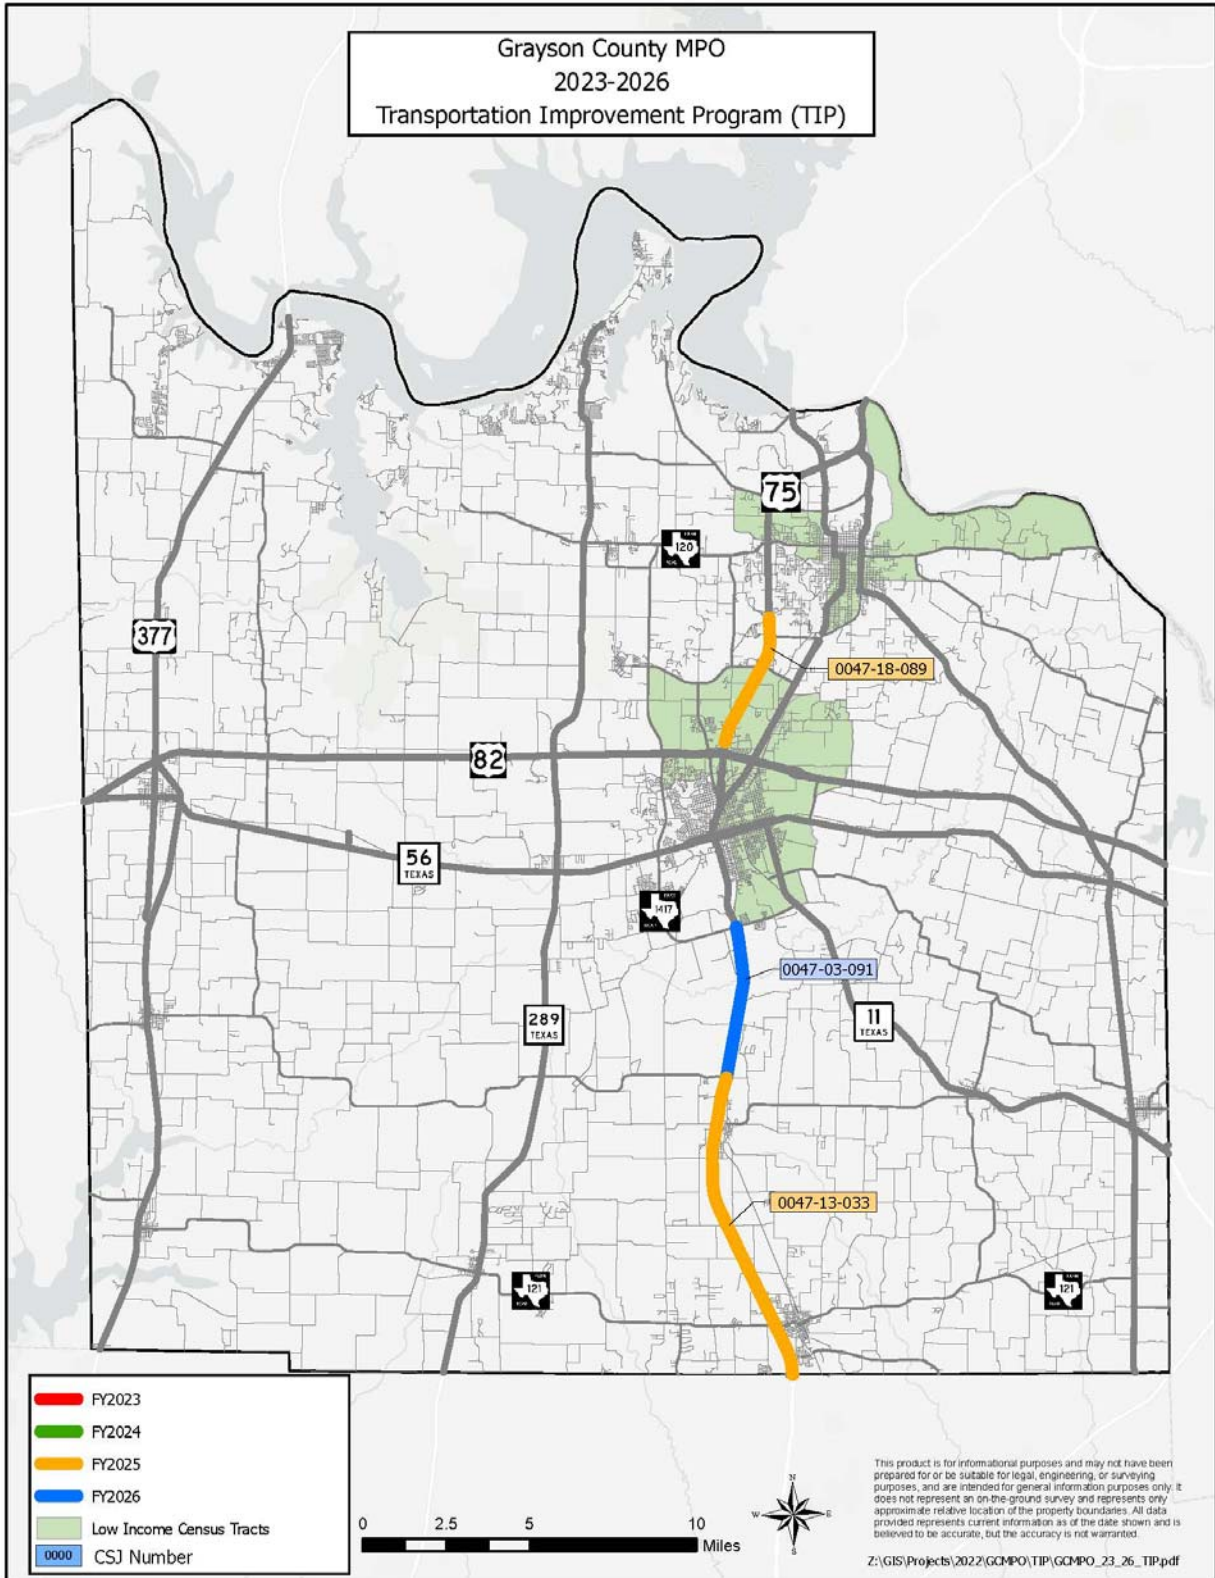 Grayson County MPO
2023-2026
Transportation Improvement Program (TIP)
75
120
377
0047-18-089
82
56
TEXAS
1417
0047-03-091
289
TEXAS
11
TEXAS
0047-13-033
121
121
FY2023
FY2024
FY2025
FY2026
Low Income Census Tracts
0000 CSJ Number
0 2.5 5 10
Miles
N
W E
S
This product is for informational purposes and may not have been
prepared for or be suitable for legal, engineering, or surveying
purposes, and are intended for general information purposes only. It
does not represent an on-the-ground survey and represents only
approximate relative location of the property boundaries. All data
provided represents current information as of the date shown and is
believed to be accurate, but the accuracy is not warranted.
Z:\GIS\Projects\2022\GCMPO\TIP\GCMPO_23_26_TIP.pdf